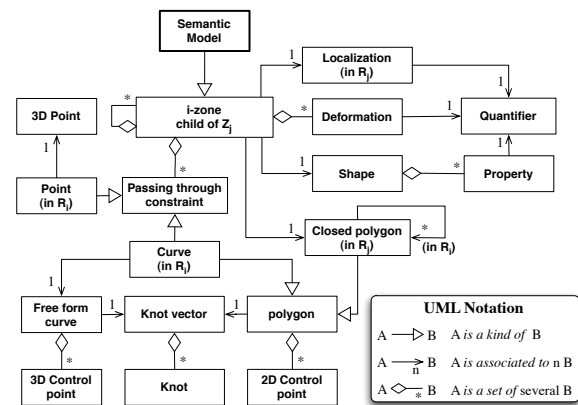 Semantic
Model
1
Localization
(in Rj)
1
*
i-zone
child of Zj
*
Deformation
1
Quantifier
3D Point
1
1
1
Shape
*
Property
Point
(in Ri)
*
Passing through
constraint
1
Closed polygon
(in Rj)
*
(in Ri)
Curve
(in Ri)
1
Free form
curve
1
Knot vector
1
polygon
*
*
*
3D Control
point
Knot
2D Control
point
UML Notation
A B A is a kind of B
A n B A is associated to n B
A * B A is a set of several B